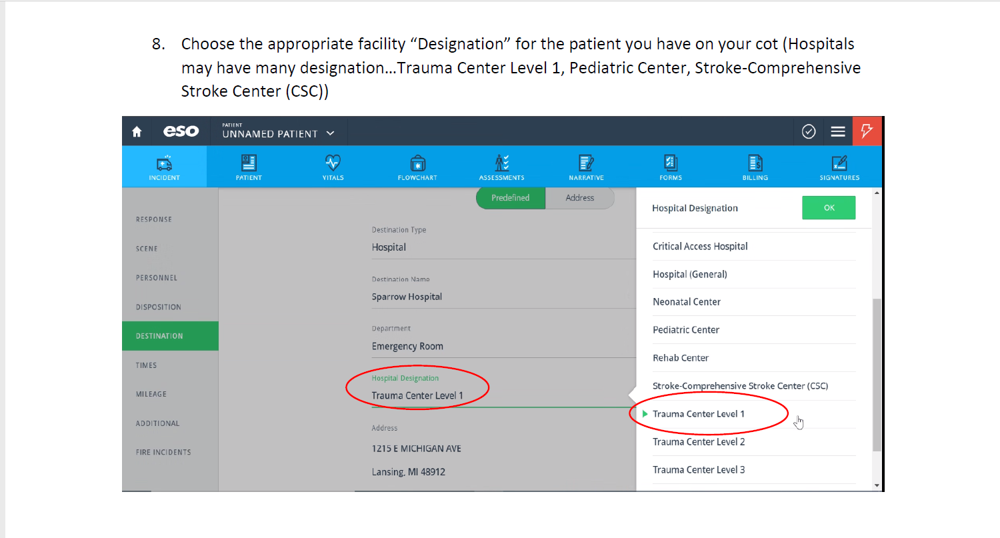 8. Choose the appropriate facility “Designation” for the patient you have on your cot (Hospitals
may have many designation...Trauma Center Level 1, Pediatric Center, Stroke-Comprehensive
Stroke Center (CSC))
eso
PATIENT
UNNAMED PATIENT
INCIDENT
PATIENT
VITALS
FLOWCHART
ASSESSMENTS
NARRATIVE
FORMS
BILLING
SIGNATURES
RESPONSE
SCENE
PERSONNEL
DISPOSITION
DESTINATION
TIMES
MILEAGE
ADDITIONAL
FIRE INCIDENTS
Predefined
Address
Destination Type
Hospital
Destination Name
Sparrow Hospital
Department
Emergency Room
Hospital Designation
Trauma Center Level 1
Address
1215 E MICHIGAN AVE
Lansing, MI 48912
Hospital Designation
OK
Critical Access Hospital
Hospital (General)
Neonatal Center
Pediatric Center
Rehab Center
Stroke-Comprehensive Stroke Center (CSC)
Trauma Center Level 1
Trauma Center Level 2
Trauma Center Level 3